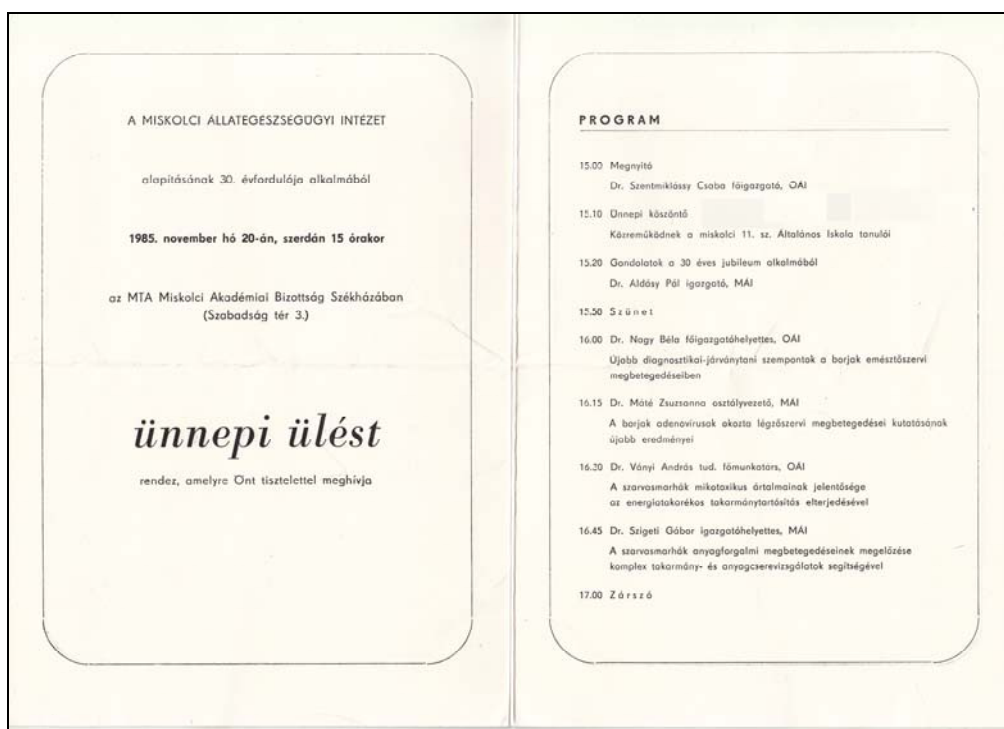 A MISKOLCI ÁLLATEGÉSZSÉGÜGYI INTÉZET
alapításának 30. évfordulója alkalmából
1985. november hó 20-án, szerdán 15 órakor
az MTA Miskolci Akadémiai Bizottság Székházában
(Szabadság tér 3.)
ünnepi ülést
rendez, amelyre Önt tisztelettel meghívja
PROGRAM
15.00 Megnyitó
Dr. Szentmiklóssy Csaba főigazgató, OÁI
15.10 Ünnepi köszöntő
Közreműködnek a miskolci 11. sz. Általános Iskola tanulói
15.20 Gondolatok a 30 éves jubileum alkalmából
Dr. Aldásy Pál igazgató, MÁI
15.50 Szünet
16.00 Dr. Nagy Béla főigazgatóhelyettes, OÁI
Újabb diagnosztikai-járványtani szempontok a borjak emésztőszervi
megbetegedéseiben
16.15 Dr. Máté Zsuzsanna osztályvezető, MÁI
A borjak adenovírusok okozta légzőszervi megbetegedései kutatásának
újabb eredményei
16.30 Dr. Ványi András tud. főmunkatárs, OÁI
A szarvasmarhák mikotoxikus ártalmainak jelentősége
az energiatakarékos takarmánytartósítás elterjedésével
16.45 Dr. Szigeti Gábor igazgatóhelyettes, MÁI
A szarvasmarhák anyagforgalmi megbetegedéseinek megelőzése
komplex takarmány- és anyagcserevizsgálatok segítségével
17.00 Zárszó